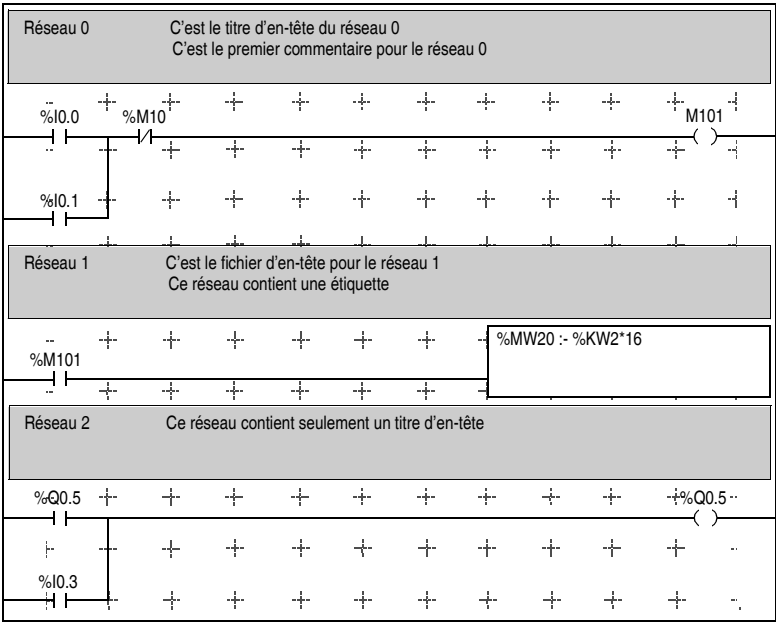 Réseau 0 C'est le titre d'en-tête du réseau 0
C'est le premier commentaire pour le réseau 0
%I0.0 %M10 M101
%I0.1
Réseau 1 C'est le fichier d'en-tête pour le réseau 1
Ce réseau contient une étiquette
%MW20 :- %KW2*16
%M101
Réseau 2 Ce réseau contient seulement un titre d'en-tête
%Q0.5 %Q0.5
%I0.3